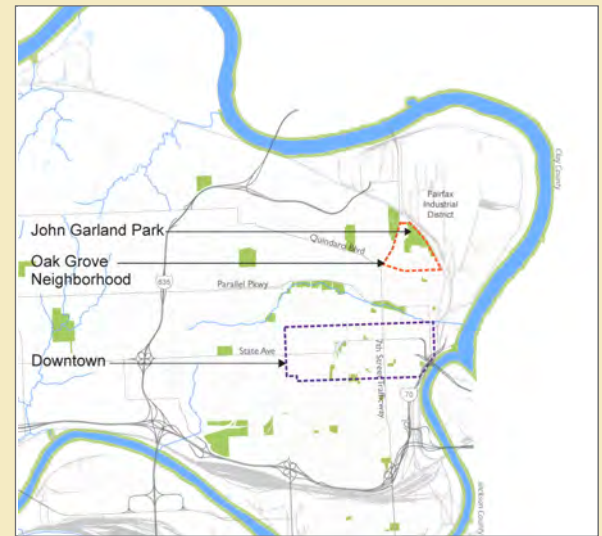 Clay County
Fairfax
Industrial
District
John Garland Park
Quindaro Blvd
Oak Grove
Neighborhood
635
Parallel Pkwy
State Ave
Downtown
7th Street Trafficway
70
Jackson County